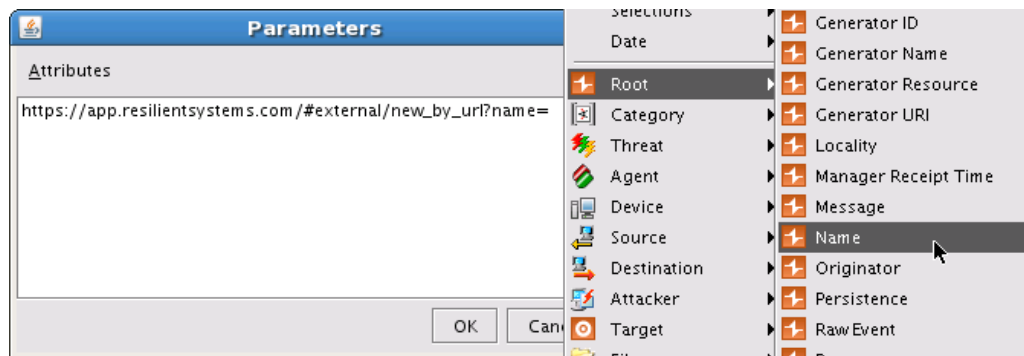 Parameters
Attributes
https://app.resilientsystems.com/#external/new_by_url?name=
OK
Date
Root
Category
Threat
Agent
Device
Source
Destination
Attacker
Target
Generator ID
Generator Name
Generator Resource
Generator URI
Locality
Manager Receipt Time
Message
Name
Originator
Persistence
Raw Event